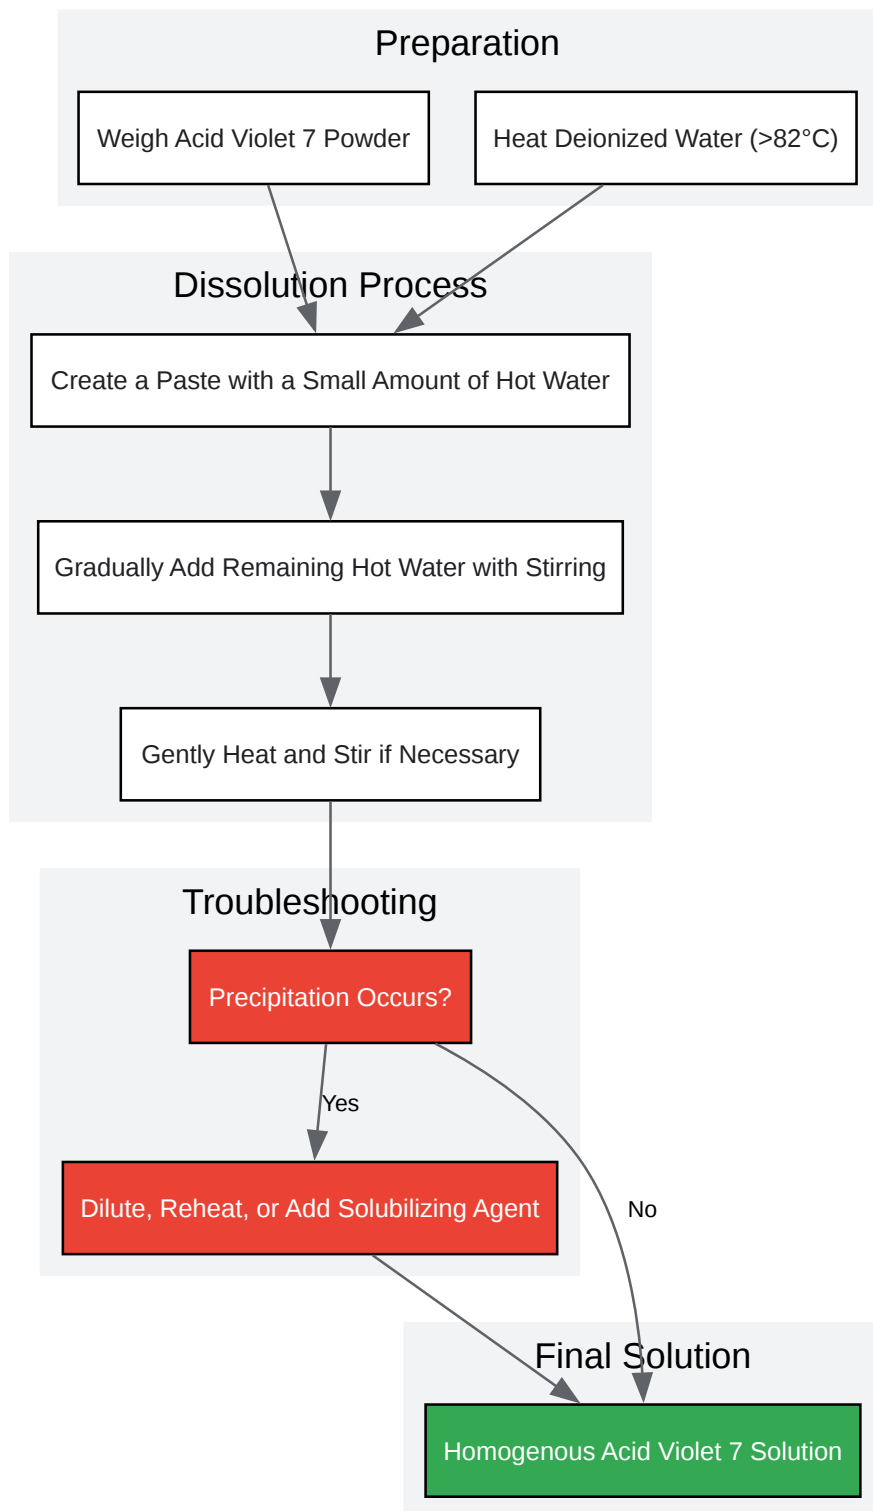 Preparation
Weigh Acid Violet 7 Powder
Heat Deionized Water (>82°C)
Dissolution Process
Create a Paste with a Small Amount of Hot Water
Gradually Add Remaining Hot Water with Stirring
Gently Heat and Stir if Necessary
Troubleshooting
Precipitation Occurs?
Yes
Dilute, Reheat, or Add Solubilizing Agent
No
Final Solution
Homogenous Acid Violet 7 Solution